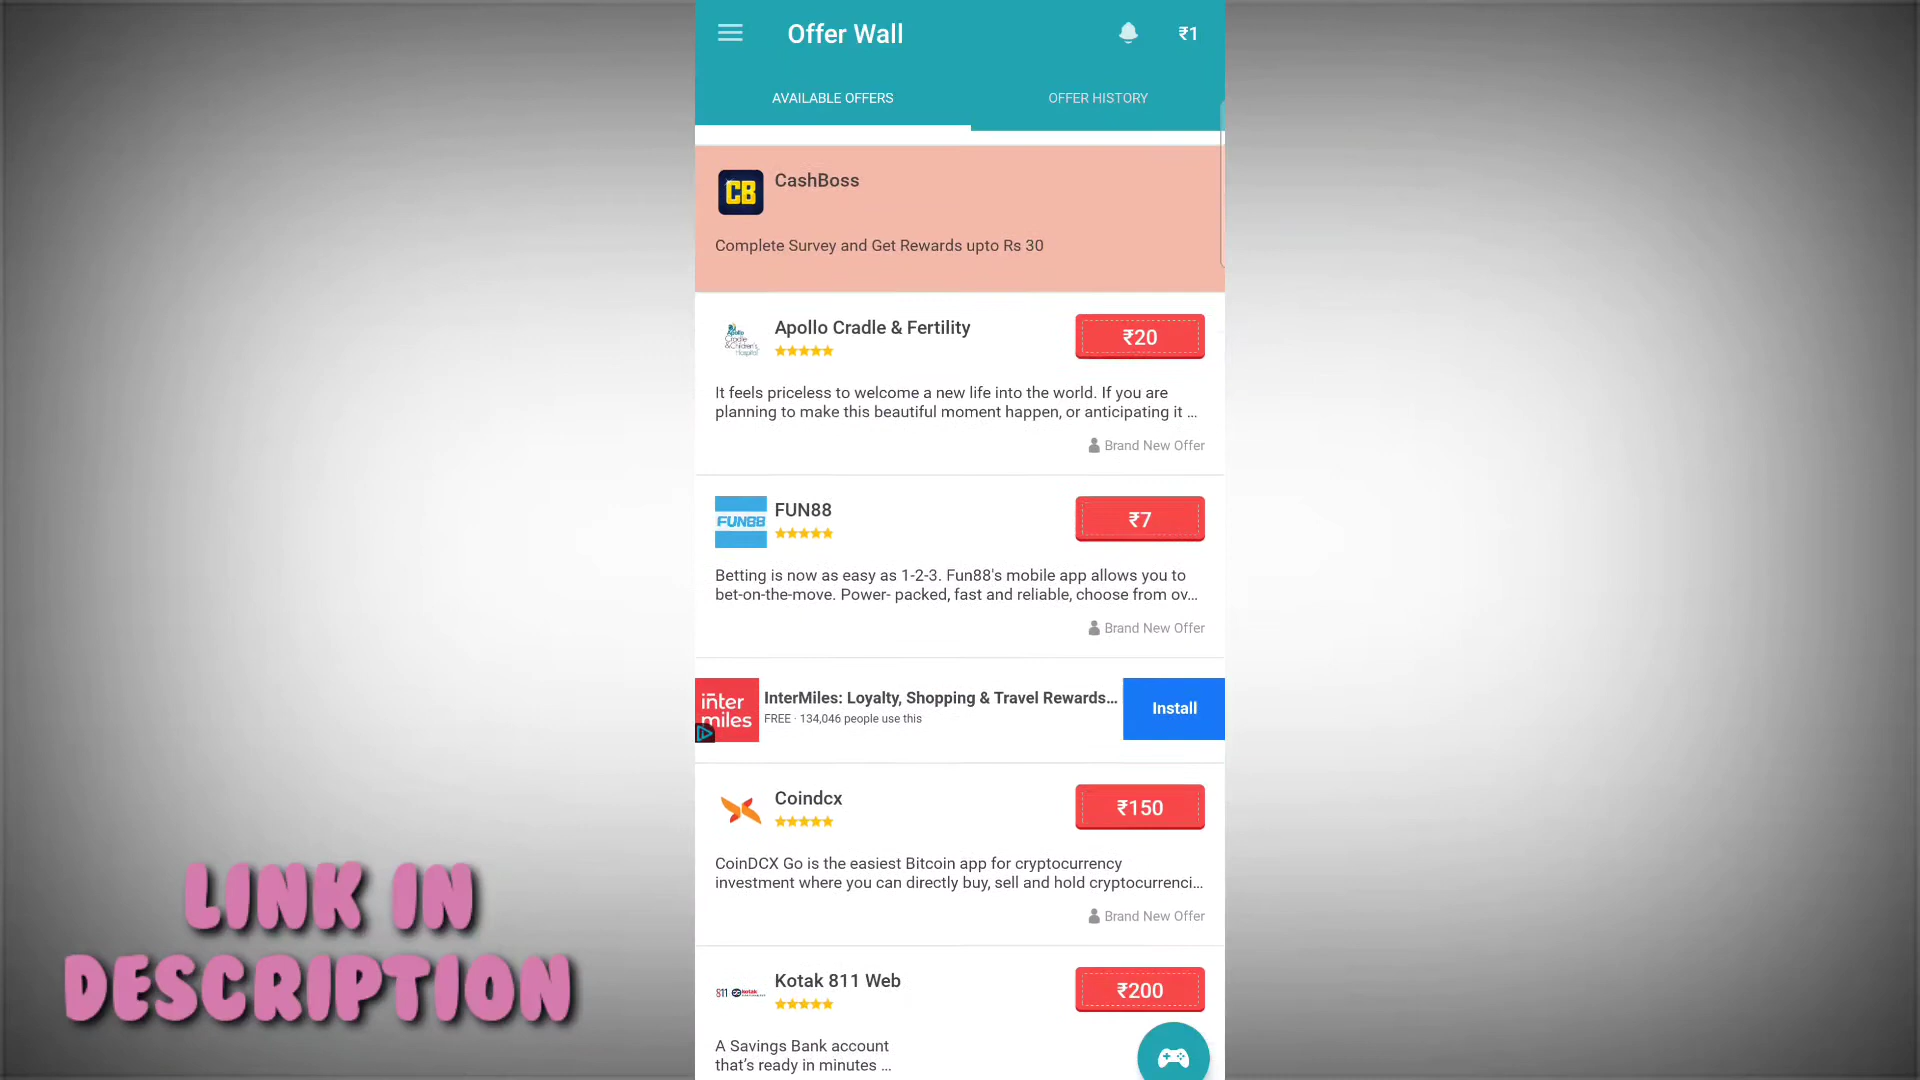 Offer Wall
₹1
AVAILABLE OFFERS
OFFER HISTORY
CB
CashBoss
Complete Survey and Get Rewards upto Rs 30
Apollo
Cradle
&Children's
Hospital
Apollo Cradle & Fertility
₹20
It feels priceless to welcome a new life into the world. If you are
planning to make this beautiful moment happen, or anticipating it ...
Brand New Offer
FUN88
FUN88
₹7
Betting is now as easy as 1-2-3. Fun88's mobile app allows you to
bet-on-the-move. Power- packed, fast and reliable, choose from ov...
Brand New Offer
inter
miles
InterMiles: Loyalty, Shopping & Travel Rewards...
FREE · 134,046 people use this
Install
Coindcx
₹150
CoinDCX Go is the easiest Bitcoin app for cryptocurrency
investment where you can directly buy, sell and hold cryptocurrenci...
Brand New Offer
811 kotak
Kotak 811 Web
₹200
A Savings Bank account
that's ready in minutes ...
LINK IN
DESCRIPTION